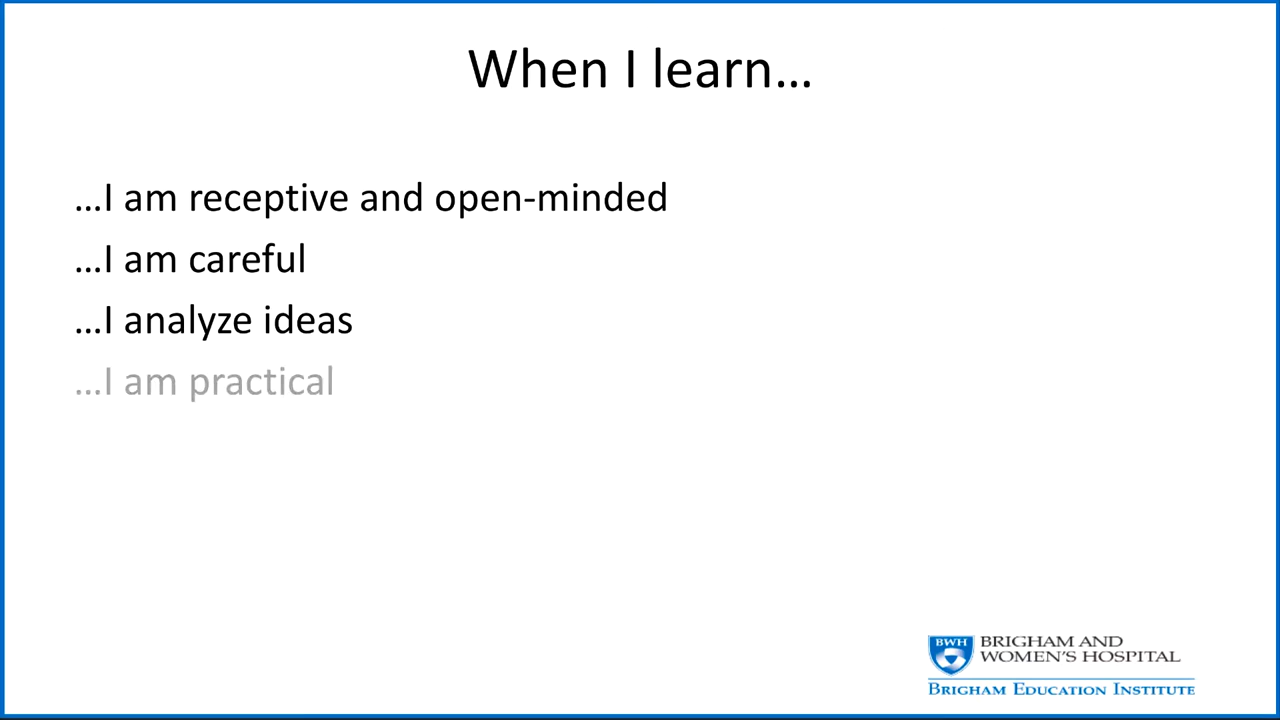 When I learn…
…I am receptive and open-minded
…I am careful
…I analyze ideas
…I am practical
BWH
BRIGHAM AND
WOMEN'S HOSPITAL
BRIGHAM EDUCATION INSTITUTE